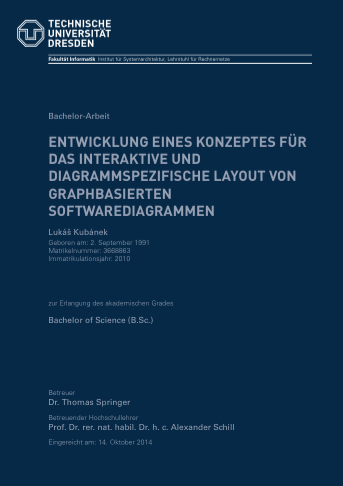 TECHNISCHE
UNIVERSITÄT
DRESDEN
Fakultät Informatik Institut für Systemarchitektur, Lehrstuhl für Rechnernetze
Bachelor-Arbeit
ENTWICKLUNG EINES KONZEPTES FÜR
DAS INTERAKTIVE UND
DIAGRAMMSPEZIFISCHE LAYOUT VON
GRAPHBASIERTEN
SOFTWAREDIAGRAMMEN
Lukáš Kubánek
Geboren am: 2. September 1991
Matrikelnummer: 3668863
Immatrikulationsjahr: 2010
zur Erlangung des akademischen Grades
Bachelor of Science (B.Sc.)
Betreuer
Dr. Thomas Springer
Betreuender Hochschullehrer
Prof. Dr. rer. nat. habil. Dr. h. c. Alexander Schill
Eingereicht am: 14. Oktober 2014